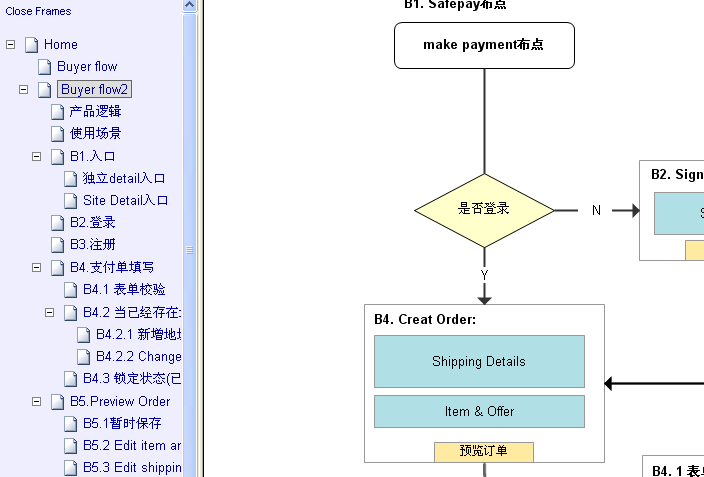 Close Frames
Home
Buyer flow
Buyer flow2
产品逻辑
使用场景
B1.入口
独立detail入口
Site Detail入口
B2.登录
B3.注册
B4.支付单填写
B4.1 表单校验
B4.2 当已经存在
B4.2.1 新增地
B4.2.2 Change
B4.3 锁定状态(已
B5.Preview Order
B5.1暂时保存
B5.2 Edit item ar
B5.3 Edit shippin
B1. Safepay布点
make payment布点
是否登录
N
Y
B2. Sign
S
B4. Creat Order:
Shipping Details
Item & Offer
预览订单
B4. 1 表单